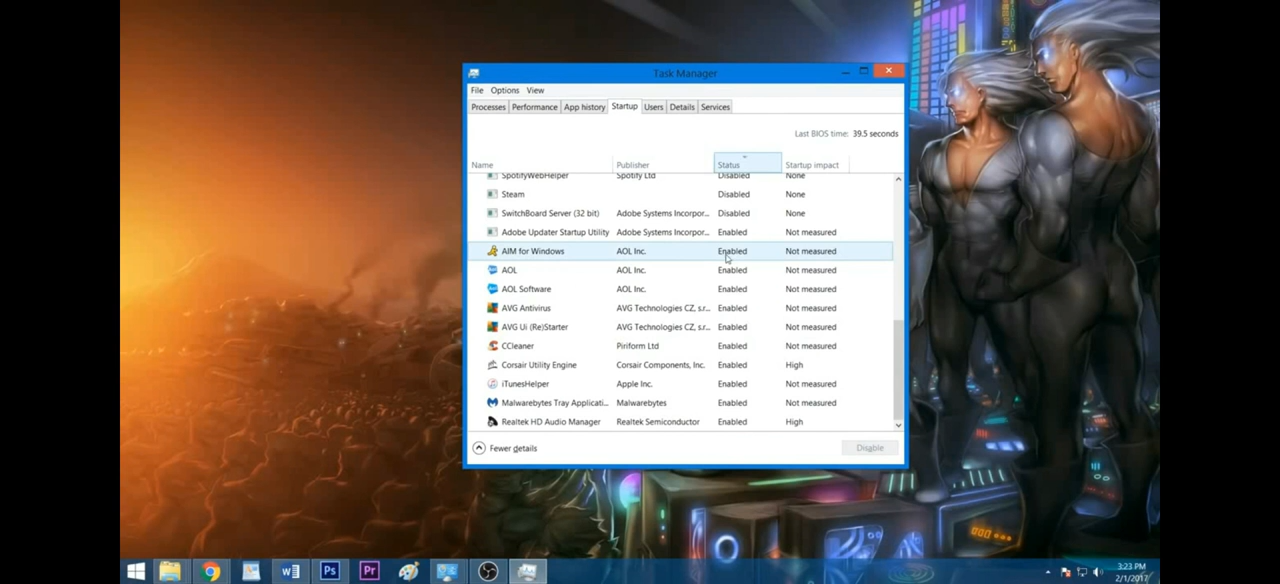 Task Manager
File Options View
Processes Performance App history Startup Users Details Services
Last BIOS time: 39.5 seconds
Name Publisher Status Startup impact
SpotifyWebHelper Spotify Ltd Disabled None
Steam Disabled None
SwitchBoard Server (32 bit) Adobe Systems Incorpor... Disabled None
Adobe Updater Startup Utility Adobe Systems Incorpor... Enabled Not measured
AIM for Windows AOL Inc. Enabled Not measured
AOL AOL Inc. Enabled Not measured
AOL Software AOL Inc. Enabled Not measured
AVG Antivirus AVG Technologies CZ, s.r... Enabled Not measured
AVG Ui (Re)Starter AVG Technologies CZ, s.r... Enabled Not measured
CCleaner Piriform Ltd Enabled Not measured
Corsair Utility Engine Corsair Components, Inc. Enabled High
iTunesHelper Apple Inc. Enabled Not measured
Malwarebytes Tray Applicati... Malwarebytes Enabled Not measured
Realtek HD Audio Manager Realtek Semiconductor Enabled High
Fewer details Disable
Ps Pr
3:23 PM
2/1/2017